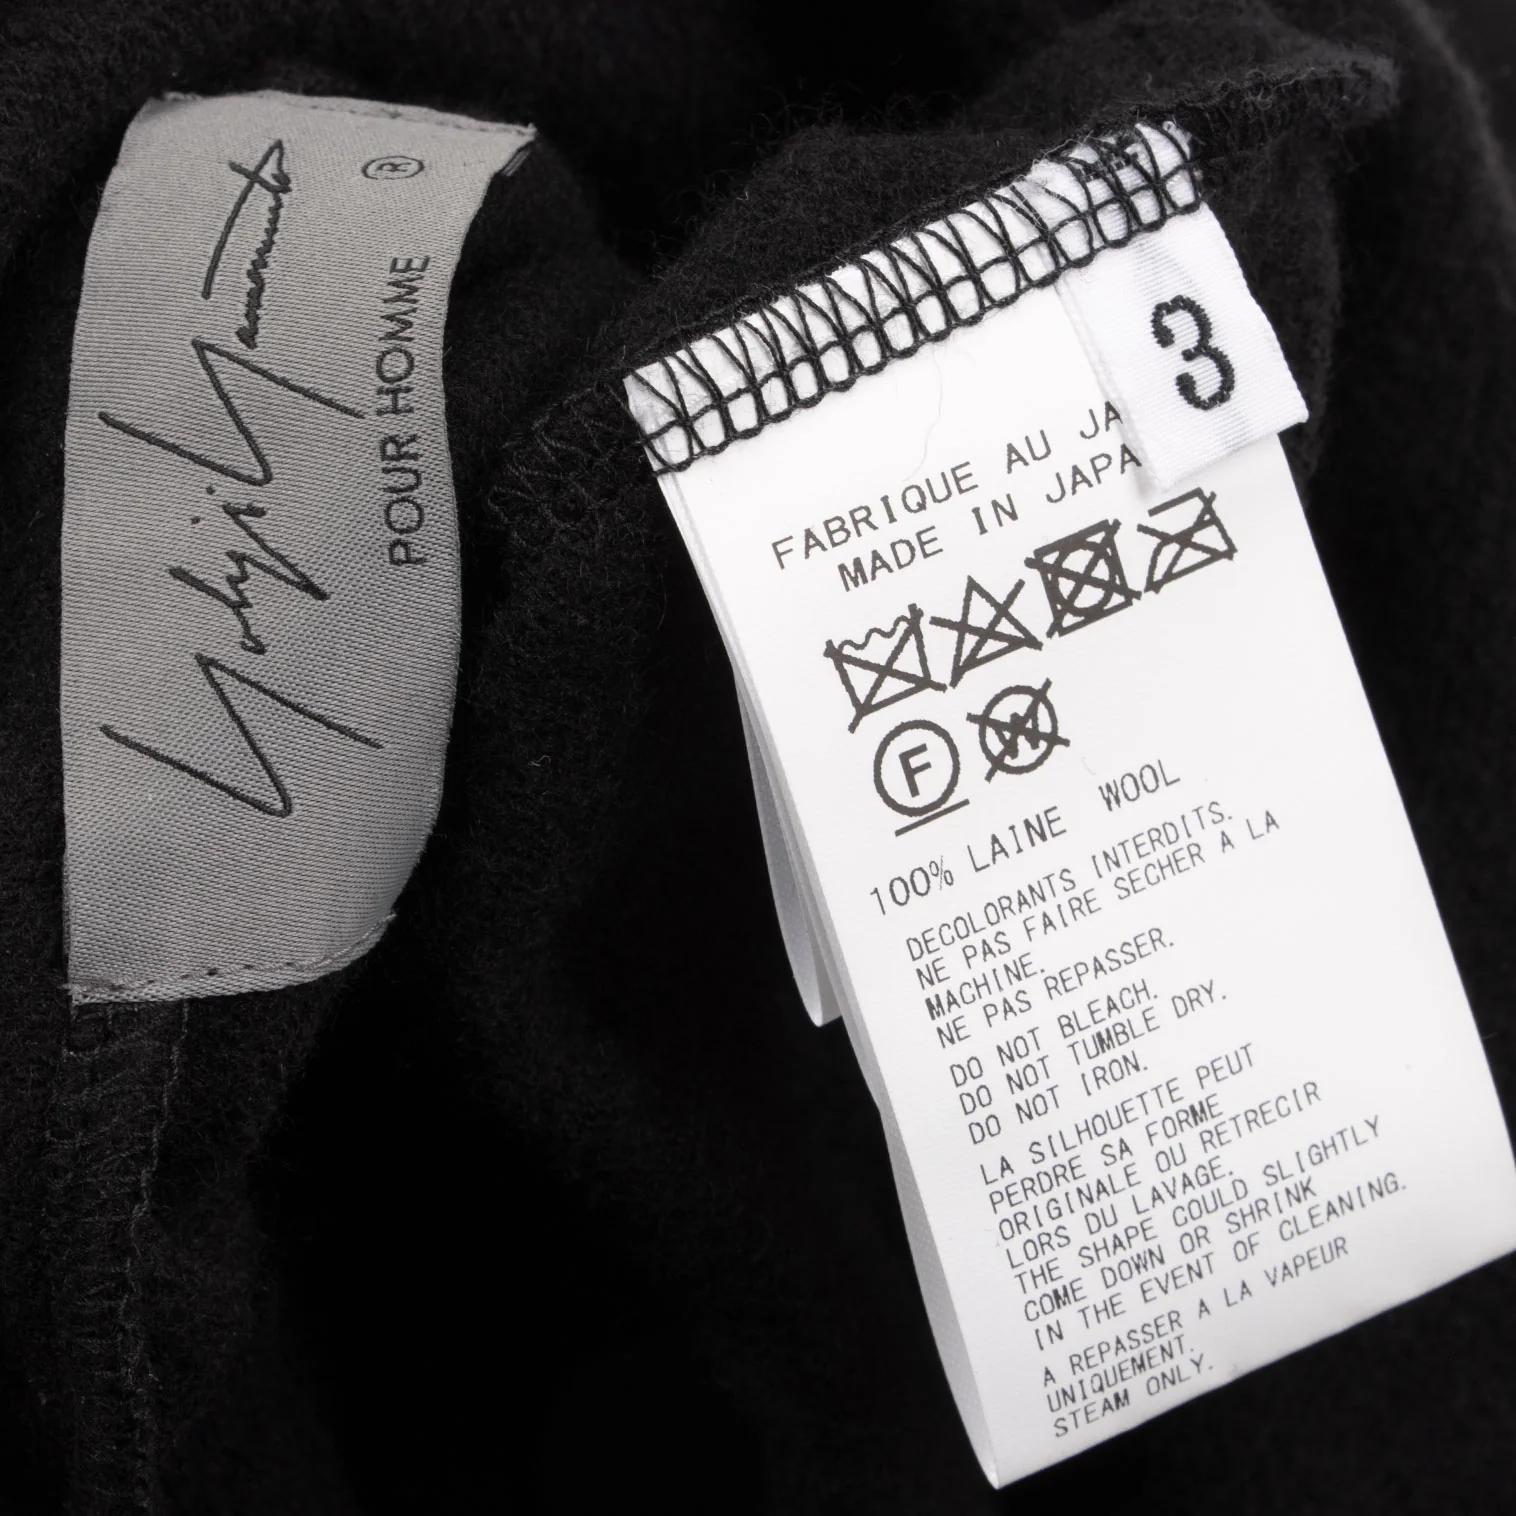 Yohji Yamamoto
®
POUR HOMME
3
FABRIQUE AU JA
MADE IN JAPA
F
W
100% LAINE WOOL
DECOLORANTS INTERDITS.
NE PAS FAIRE SECHER A LA
MACHINE.
NE PAS REPASSER.
DO NOT BLEACH.
DO NOT TUMBLE DRY.
DO NOT IRON.
LA SILHOUETTE PEUT
PERDRE SA FORME
ORIGINALE OU RETRECIR
LORS DU LAVAGE.
THE SHAPE COULD SLIGHTLY
COME DOWN OR SHRINK
IN THE EVENT OF CLEANING.
A REPASSER A LA VAPEUR
UNIQUEMENT.
STEAM ONLY.